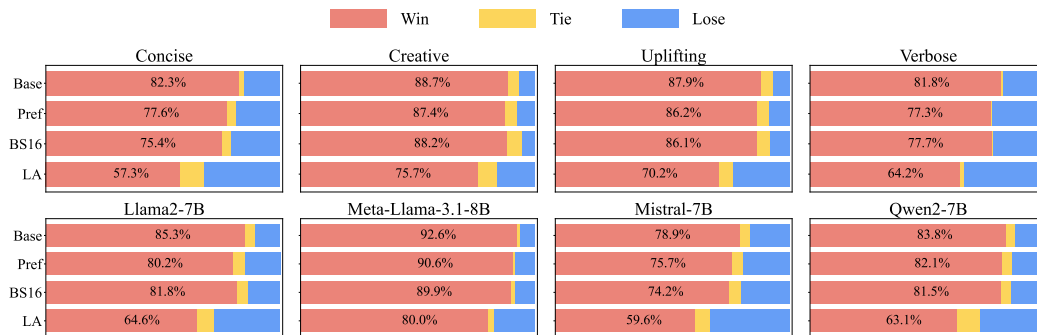 Win Tie Lose
Concise Creative Uplifting Verbose
Base 82.3% 88.7% 87.9% 81.8%
Pref 77.6% 87.4% 86.2% 77.3%
BS16 75.4% 88.2% 86.1% 77.7%
LA 57.3% 75.7% 70.2% 64.2%
Llama2-7B Meta-Llama-3.1-8B Mistral-7B Qwen2-7B
Base 85.3% 92.6% 78.9% 83.8%
Pref 80.2% 90.6% 75.7% 82.1%
BS16 81.8% 89.9% 74.2% 81.5%
LA 64.6% 80.0% 59.6% 63.1%